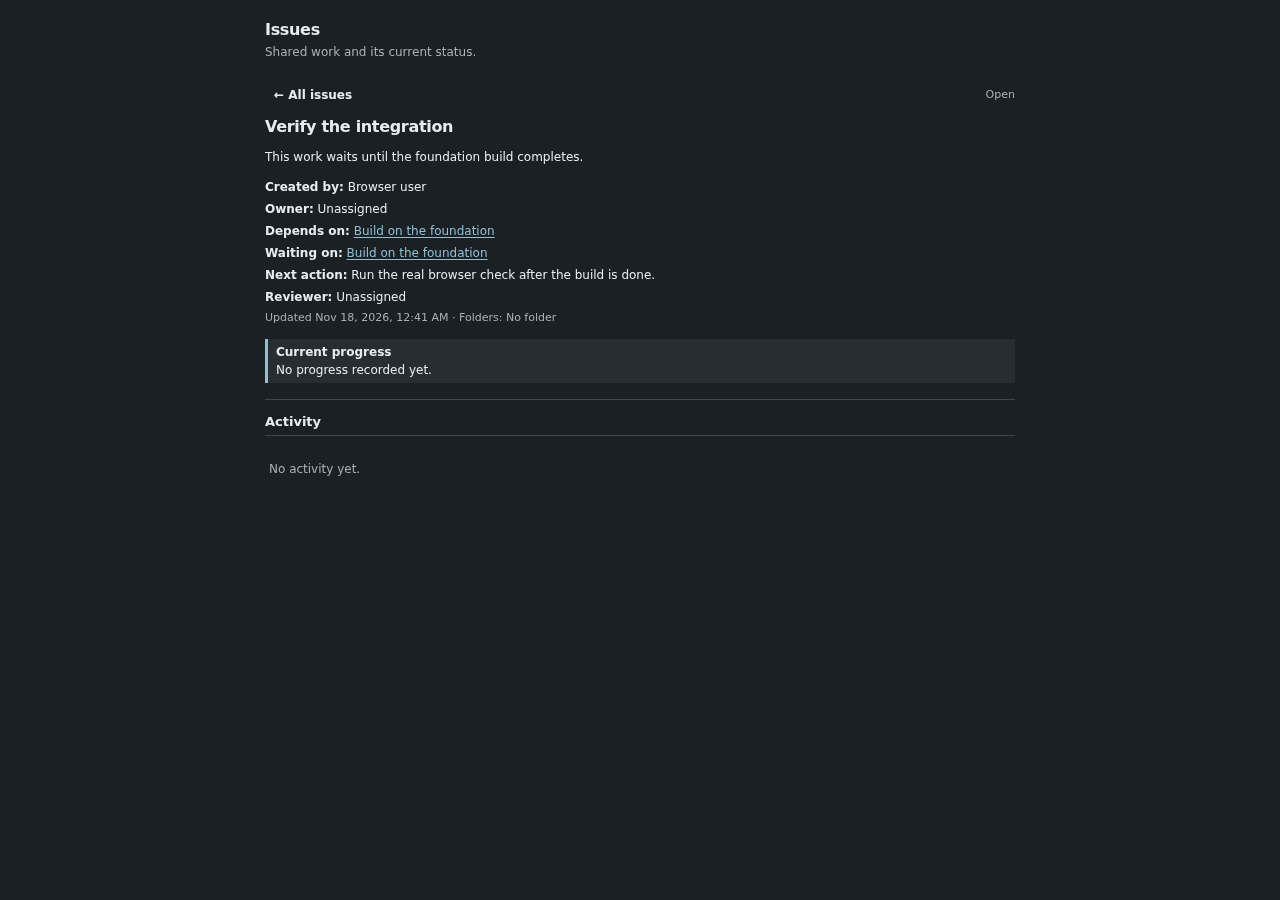 Issues
Shared work and its current status.
← All issues
Open
Verify the integration
This work waits until the foundation build completes.
Created by: Browser user
Owner: Unassigned
Depends on: Build on the foundation
Waiting on: Build on the foundation
Next action: Run the real browser check after the build is done.
Reviewer: Unassigned
Updated Nov 18, 2026, 12:41 AM · Folders: No folder
Current progress
No progress recorded yet.
Activity
No activity yet.